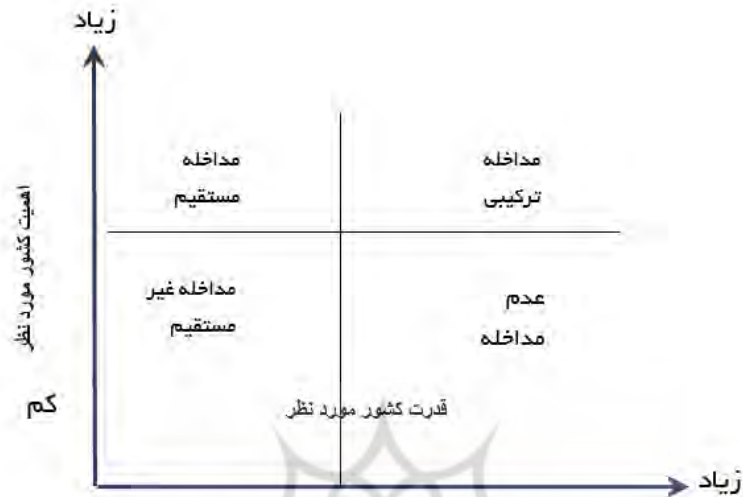 زیاد
مداخله
مستقیم
مداخله
ترکیبی
اهمیت کشور مورد نظر
مداخله غیر
مستقیم
عدم
مداخله
کم
قدرت کشور مورد نظر
زیاد